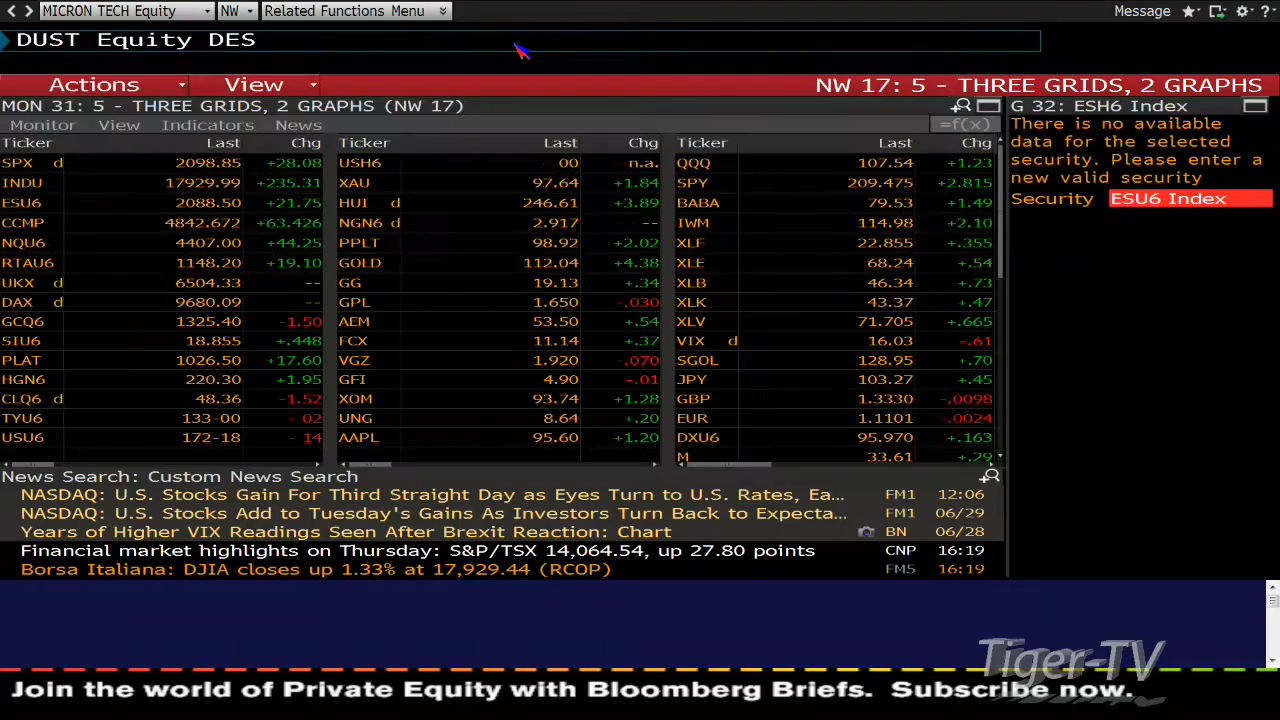 MICRON TECH Equity NW Related Functions Menu Message
DUST Equity DES
Actions View NW 17: 5 - THREE GRIDS, 2 GRAPHS
MON 31: 5 - THREE GRIDS, 2 GRAPHS (NW 17) G 32: ESH6 Index
Monitor View Indicators News =f(x)
There is no available
data for the selected
security. Please enter a
new valid security
Security ESU6 Index
Ticker Last Chg Ticker Last Chg Ticker Last Chg
SPX d 2098.85 +28.08 USH6 00 n.a. QQQ 107.54 +1.23
INDU 17929.99 +235.31 XAU 97.64 +1.84 SPY 209.475 +2.815
ESU6 2088.50 +21.75 HUI d 246.61 +3.89 BABA 79.53 +1.49
CCMP 4842.672 +63.426 NGN6 d 2.917 -- IWM 114.98 +2.10
NQU6 4407.00 +44.25 PPLT 98.92 +2.02 XLF 22.855 +.355
RTAU6 1148.20 +19.10 GOLD 112.04 +4.38 XLE 68.24 +.54
UKX d 6504.33 -- GG 19.13 +.34 XLB 46.34 +.73
DAX d 9680.09 -- GPL 1.650 -.030 XLK 43.37 +.47
GCQ6 1325.40 -1.50 AEM 53.50 +.54 XLV 71.705 +.665
SIU6 18.855 +.448 FCX 11.14 +.37 VIX d 16.03 -.61
PLAT 1026.50 +17.60 VGZ 1.920 -.070 SGOL 128.95 +.70
HGN6 220.30 +1.95 GFI 4.90 -.01 JPY 103.27 +.45
CLQ6 d 48.36 -1.52 XOM 93.74 +1.28 GBP 1.3330 -.0098
TYU6 133-00 - 02 UNG 8.64 +.20 EUR 1.1101 -.0024
USU6 172-18 - 14 AAPL 95.60 +1.20 DXU6 95.970 +.163
M 33.61 +.29
News Search: Custom News Search
NASDAQ: U.S. Stocks Gain For Third Straight Day as Eyes Turn to U.S. Rates, Ea... FM1 12:06
NASDAQ: U.S. Stocks Add to Tuesday's Gains As Investors Turn Back to Expecta... FM1 06/29
Years of Higher VIX Readings Seen After Brexit Reaction: Chart BN 06/28
Financial market highlights on Thursday: S&P/TSX 14,064.54, up 27.80 points CNP 16:19
Borsa Italiana: DJIA closes up 1.33% at 17,929.44 (RCOP) FM5 16:19
Tiger-TV
Join the world of Private Equity with Bloomberg Briefs. Subscribe now.